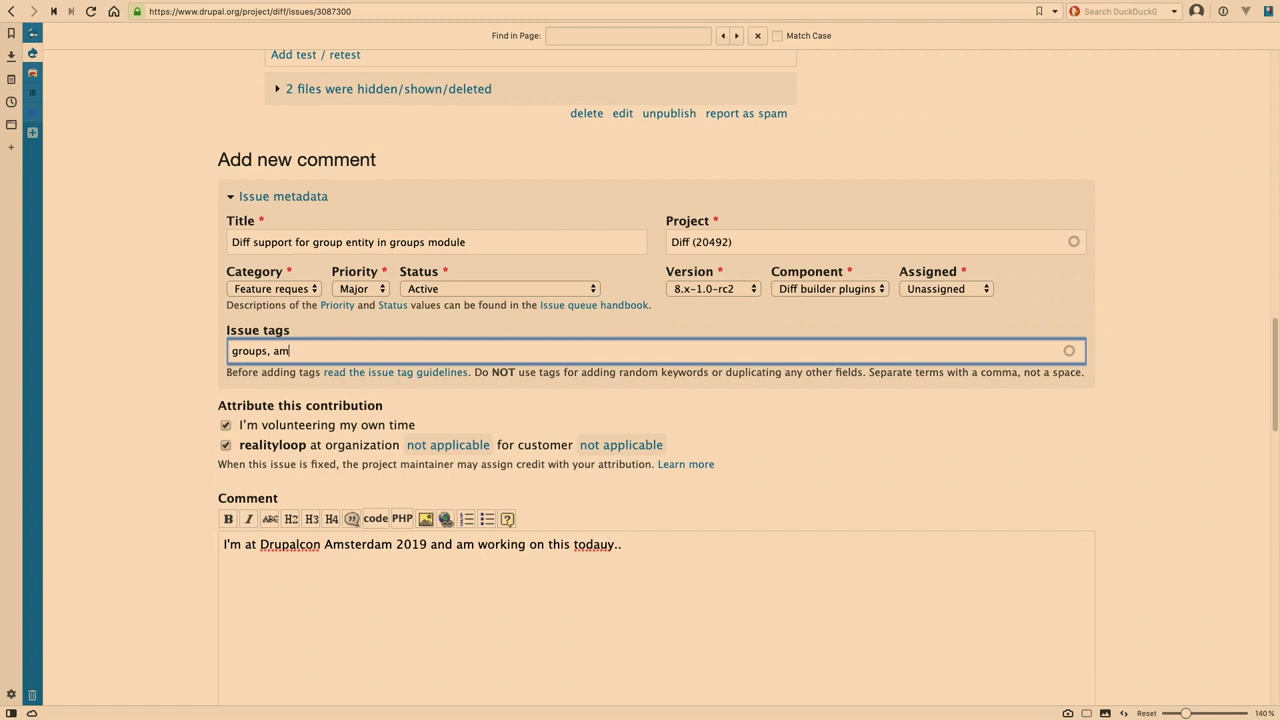 https://www.drupal.org/project/diff/issues/3087300
Search DuckDuckG
Find in Page:
Match Case
Add test / retest
2 files were hidden/shown/deleted
delete edit unpublish report as spam
Add new comment
Issue metadata
Title * Project *
Diff support for group entity in groups module Diff (20492)
Category * Priority * Status * Version * Component * Assigned *
Feature reques Major Active 8.x-1.0-rc2 Diff builder plugins Unassigned
Descriptions of the Priority and Status values can be found in the Issue queue handbook.
Issue tags
groups, am
Before adding tags read the issue tag guidelines. Do NOT use tags for adding random keywords or duplicating any other fields. Separate terms with a comma, not a space.
Attribute this contribution
I'm volunteering my own time
realityloop at organization not applicable for customer not applicable
When this issue is fixed, the project maintainer may assign credit with your attribution. Learn more
Comment
B I ABC H2 H3 H4 code PHP
I'm at Drupalcon Amsterdam 2019 and am working on this todauy..
Reset 140 %